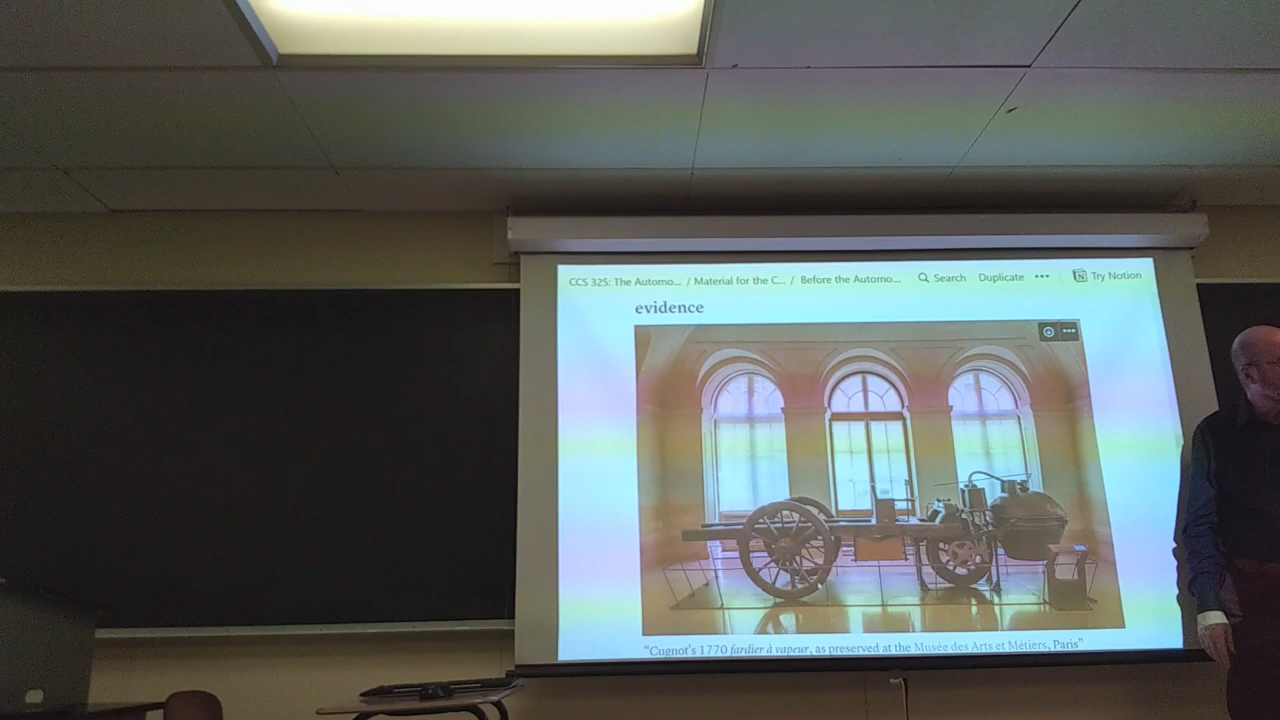 CCS 325: The Automo... / Material for the C... / Before the Automo... Search Duplicate ••• Try Notion
evidence
“Cugnot's 1770 fardier à vapeur, as preserved at the Musée des Arts et Métiers, Paris”